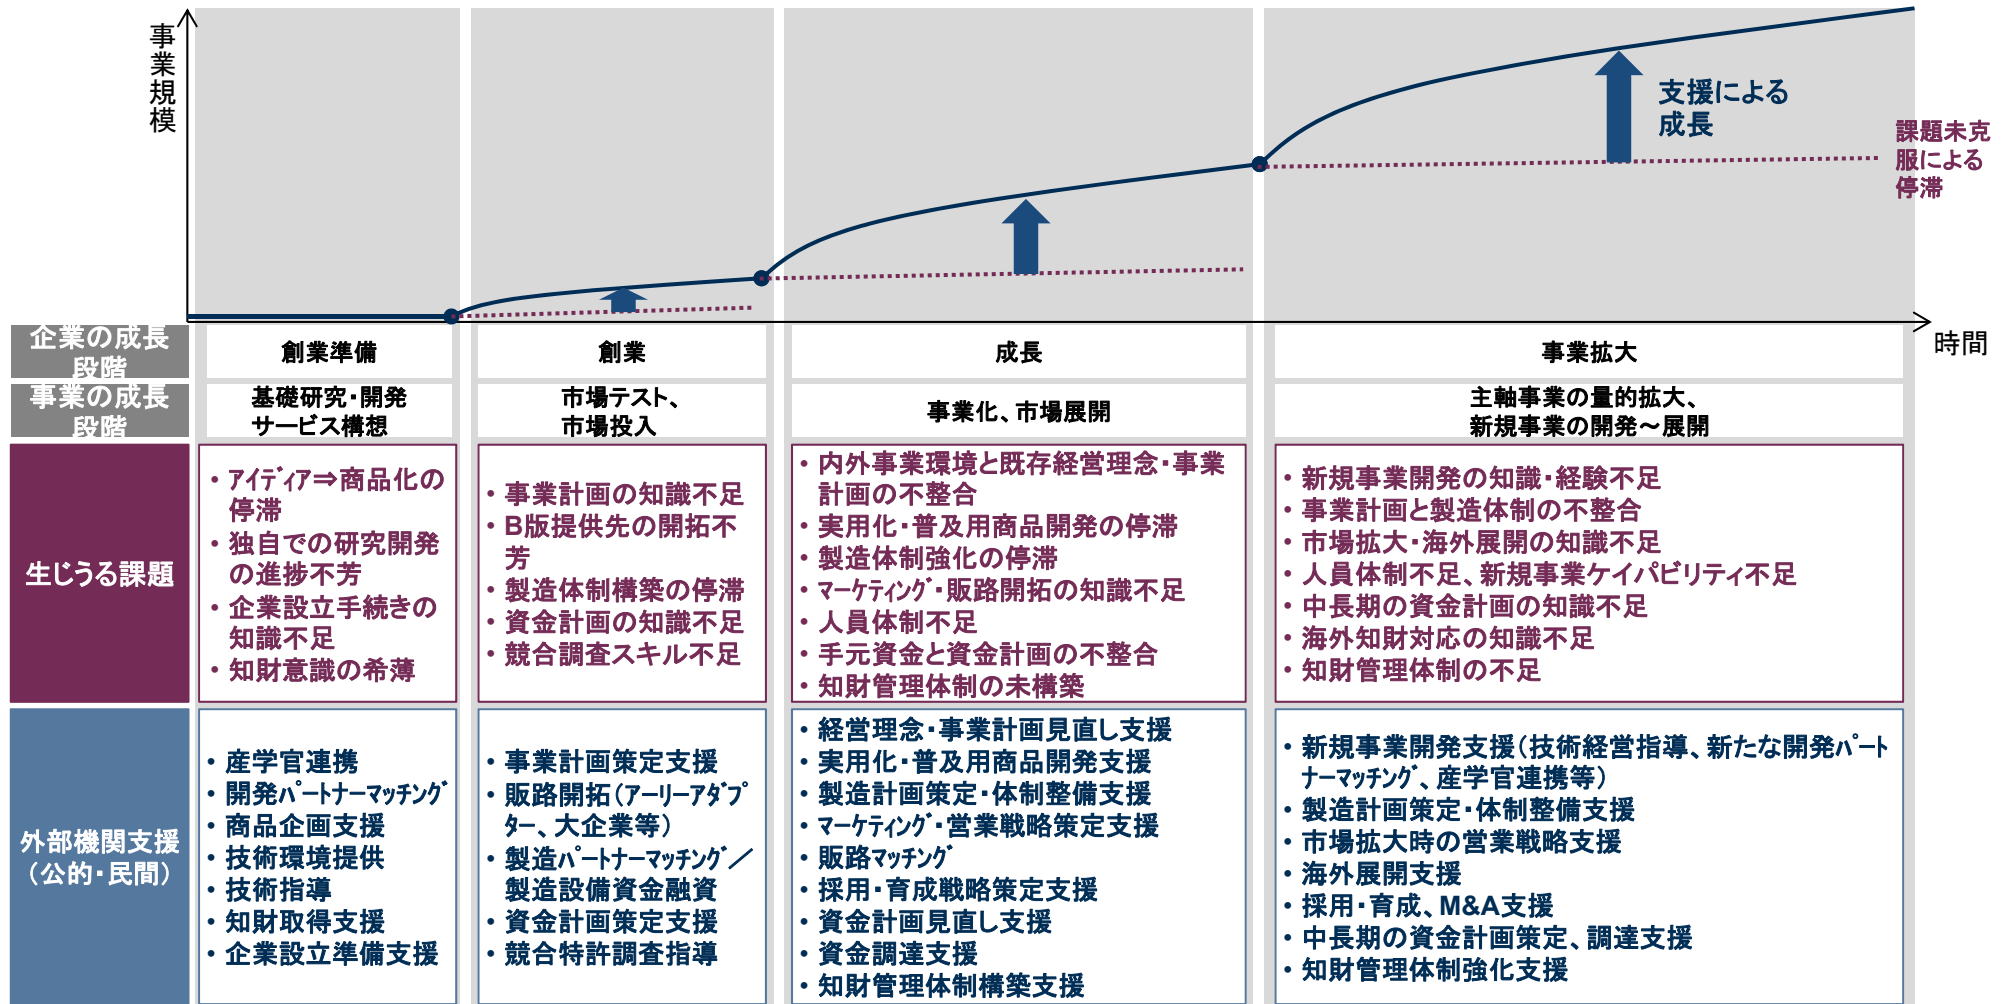 事業規模
支援による
成長
課題未克
服による
停滞
時間
企業の成長
段階
創業準備
創業
成長
事業拡大
事業の成長
段階
基礎研究・開発
サービス構想
市場テスト、
市場投入
事業化、市場展開
主軸事業の量的拡大、
新規事業の開発～展開
生じうる課題
・ｱｲﾃﾞｨｱ⇒商品化の
停滞
・独自での研究開発
の進捗不芳
・企業設立手続きの
知識不足
・知財意識の希薄
・事業計画の知識不足
・B版提供先の開拓不
芳
・製造体制構築の停滞
・資金計画の知識不足
・競合調査スキル不足
・内外事業環境と既存経営理念・事業
計画の不整合
・実用化・普及用商品開発の停滞
・製造体制強化の停滞
・ﾏｰｹﾃｨﾝｸﾞ・販路開拓の知識不足
・人員体制不足
・手元資金と資金計画の不整合
・知財管理体制の未構築
・新規事業開発の知識・経験不足
・事業計画と製造体制の不整合
・市場拡大・海外展開の知識不足
・人員体制不足、新規事業ケイパビリティ不足
・中長期の資金計画の知識不足
・海外知財対応の知識不足
・知財管理体制の不足
外部機関支援
（公的・民間）
・産学官連携
・開発ﾊﾟｰﾄﾅｰﾏｯﾁﾝｸﾞ
・商品企画支援
・技術環境提供
・技術指導
・知財取得支援
・企業設立準備支援
・事業計画策定支援
・販路開拓（ｱｰﾘｰｱﾀﾞﾌﾟ
ﾀｰ、大企業等）
・製造ﾊﾟｰﾄﾅｰﾏｯﾁﾝｸﾞ／
製造設備資金融資
・資金計画策定支援
・競合特許調査指導
・経営理念・事業計画見直し支援
・実用化・普及用商品開発支援
・製造計画策定・体制整備支援
・ﾏｰｹﾃｨﾝｸﾞ・営業戦略策定支援
・販路ﾏｯﾁﾝｸﾞ
・採用・育成戦略策定支援
・資金計画見直し支援
・資金調達支援
・知財管理体制構築支援
・新規事業開発支援（技術経営指導、新たな開発ﾊﾟｰﾄ
ﾅｰﾏｯﾁﾝｸﾞ、産学官連携等）
・製造計画策定・体制整備支援
・市場拡大時の営業戦略支援
・海外展開支援
・採用・育成、M&A支援
・中長期の資金計画策定、調達支援
・知財管理体制強化支援